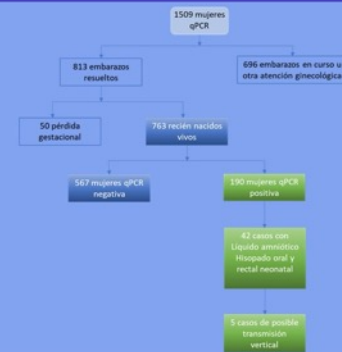 1509 mujeres
qPCR
813 embarazos
resueltos
696 embarazos en curso u
otra atención ginecológica
50 pérdida
gestacional
763 recién nacidos
vivos
567 mujeres qPCR
negativa
190 mujeres qPCR
positiva
42 casos con
Líquido amniótico
Hisopado oral y
rectal neonatal
5 casos de posible
transmisión
vertical